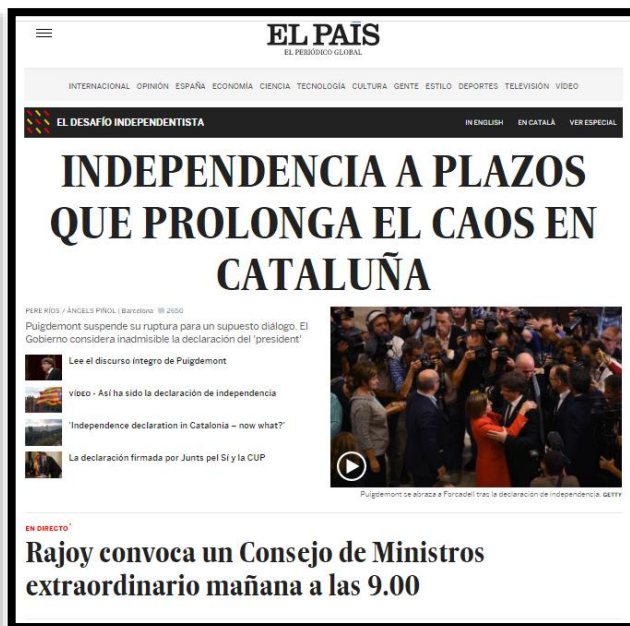 EL PAÍS
EL PERIÓDICO GLOBAL
INTERNACIONAL OPINIÓN ESPAÑA ECONOMÍA CIENCIA TECNOLOGÍA CULTURA GENTE ESTILO DEPORTES TELEVISIÓN VÍDEO
EL DESAFÍO INDEPENDENTISTA IN ENGLISH EN CATALÀ VER ESPECIAL
INDEPENDENCIA A PLAZOS
QUE PROLONGA EL CAOS EN
CATALUÑA
PERE RÍOS / ÀNGELS PIÑOL | Barcelona 2650
Puigdemont suspende su ruptura para un supuesto diálogo. El
Gobierno considera inadmisible la declaración del 'president'
Lee el discurso íntegro de Puigdemont
VÍDEO - Así ha sido la declaración de independencia
'Independence declaration in Catalonia – now what?'
La declaración firmada por Junts pel Sí y la CUP
Puigdemont se abraza a Forcadell tras la declaración de independencia. GETTY
EN DIRECTO
Rajoy convoca un Consejo de Ministros
extraordinario mañana a las 9.00